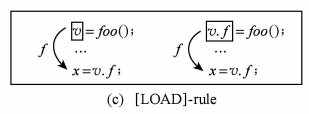 v=foo(); v.f=foo();
f ... f ...
x=v.f; x=v.f;
(c) [LOAD]-rule